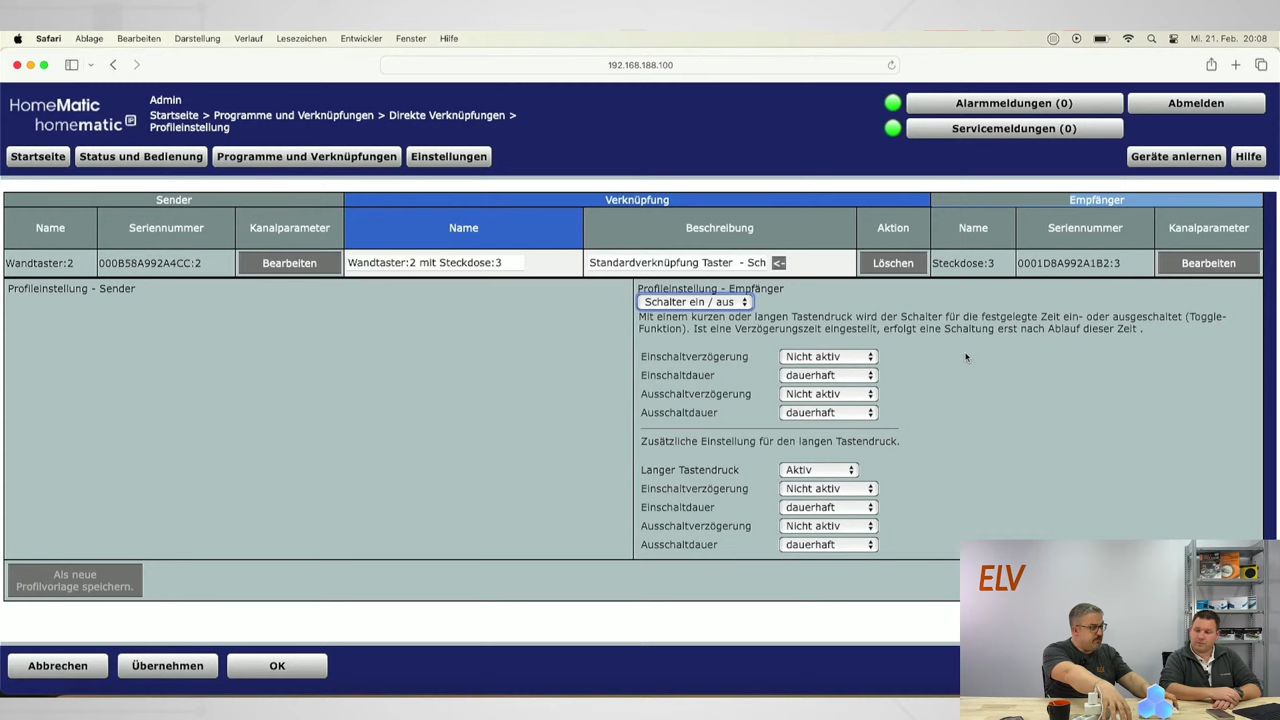 Safari Ablage Bearbeiten Darstellung Verlauf Lesezeichen Entwickler Fenster Hilfe Mi. 21. Feb. 20:08
192.168.188.100
HomeMatic
homematic IP
Admin
Startseite > Programme und Verknüpfungen > Direkte Verknüpfungen >
Profileinstellung
Alarmmeldungen (0) Abmelden
Servicemeldungen (0)
Startseite Status und Bedienung Programme und Verknüpfungen Einstellungen Geräte anlernen Hilfe
Sender Verknüpfung Empfänger
Name Seriennummer Kanalparameter Name Beschreibung Aktion Name Seriennummer Kanalparameter
Wandtaster:2 000B58A992A4CC:2 Bearbeiten Wandtaster:2 mit Steckdose:3 Standardverknüpfung Taster - Sch <- Löschen Steckdose:3 0001D8A992A1B2:3 Bearbeiten
Profileinstellung - Sender Profileinstellung - Empfänger
Schalter ein / aus
Mit einem kurzen oder langen Tastendruck wird der Schalter für die festgelegte Zeit ein- oder ausgeschaltet (Toggle-
Funktion). Ist eine Verzögerungszeit eingestellt, erfolgt eine Schaltung erst nach Ablauf dieser Zeit .
Einschaltverzögerung Nicht aktiv
Einschaltdauer dauerhaft
Ausschaltverzögerung Nicht aktiv
Ausschaltdauer dauerhaft
Zusätzliche Einstellung für den langen Tastendruck.
Langer Tastendruck Aktiv
Einschaltverzögerung Nicht aktiv
Einschaltdauer dauerhaft
Ausschaltverzögerung Nicht aktiv
Ausschaltdauer dauerhaft
Als neue
Profilvorlage speichern.
ELV
Abbrechen Übernehmen OK